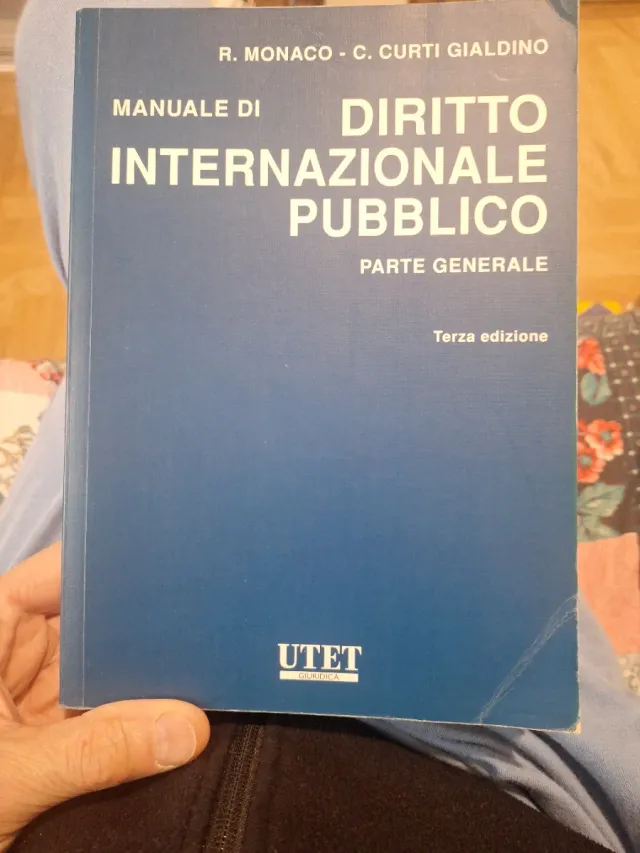 R. MONACO - C. CURTI GIALDINO
MANUALE DI DIRITTO
INTERNAZIONALE
PUBBLICO
PARTE GENERALE
Terza edizione
UTET
GIURIDICA